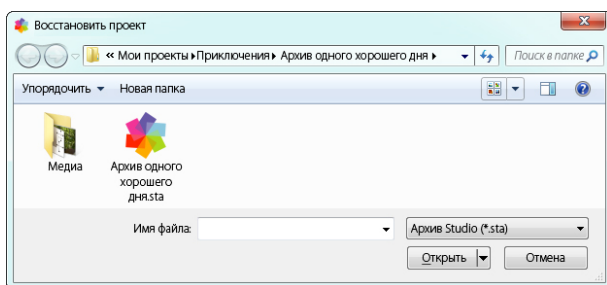 Восстановить проект
« Мои проекты ▸ Приключения ▸ Архив одного хорошего дня ▸
Поиск в папке
Упорядочить Новая папка
Медиа
Архив одного
хорошего
дня.sta
Имя файла:
Архив Studio (*.sta)
Открыть
Отмена